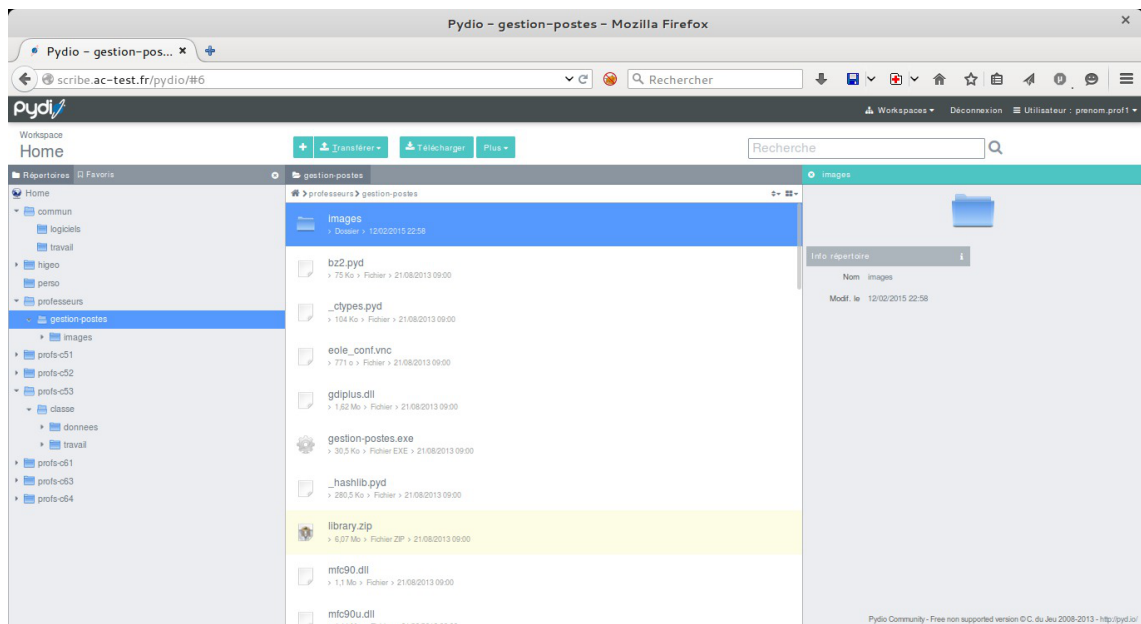 Pydio - gestion-postes - Mozilla Firefox
Pydio - gestion-pos...
scribe.ac-test.fr/pydio/#6
Rechercher
pydi
Workspaces
Déconnexion
Utilisateur : prenom.prof1
Workspace
Home
Transférer
Télécharger
Plus
Recherche
Répertoires
Favoris
gestion-postes
images
Home
commun
logiciels
travail
higeo
perso
professeurs
gestion-postes
images
profs-c51
profs-c52
profs-c53
classe
donnees
travail
profs-c61
profs-c63
profs-c64
professeurs > gestion-postes
images
> Dossier > 12/02/2015 22:58
bz2.pyd
> 75 Ko > Fichier > 21/08/2013 09:00
_ctypes.pyd
> 104 Ko > Fichier > 21/08/2013 09:00
eole_conf.vnc
> 771 o > Fichier > 21/08/2013 09:00
gdiplus.dll
> 1,62 Mo > Fichier > 21/08/2013 09:00
gestion-postes.exe
> 30,5 Ko > Fichier EXE > 21/08/2013 09:00
_hashlib.pyd
> 280,5 Ko > Fichier > 21/08/2013 09:00
library.zip
> 6,07 Mo > Fichier ZIP > 21/08/2013 09:00
mfc90.dll
> 1,1 Mo > Fichier > 21/08/2013 09:00
mfc90u.dll
Info répertoire
Nom images
Modif. le 12/02/2015 22:58
Pydio Community - Free non supported version © C. du Jeu 2008-2013 - http://pyd.io/